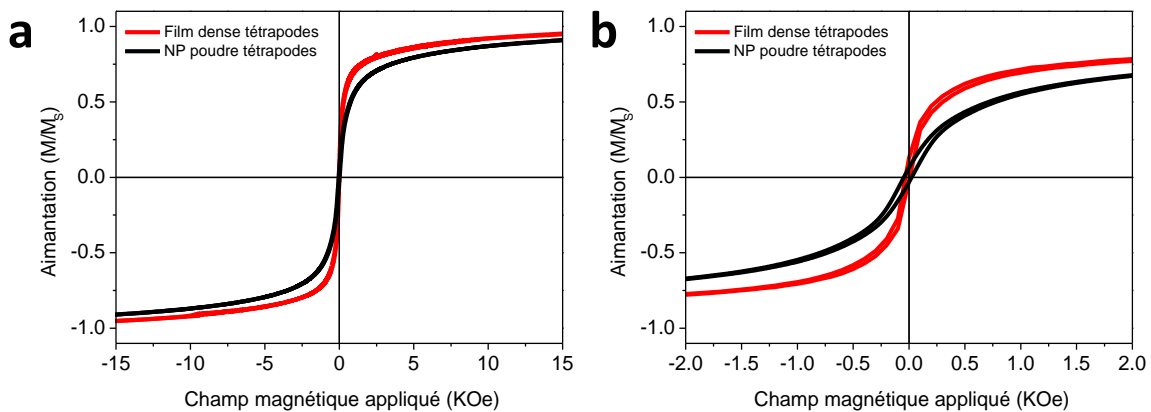 a
Film dense tétrapodes
NP poudre tétrapodes
1.0
0.5
0.0
-0.5
-1.0
Aimantation (M/MS)
-15
-10
-5
0
5
10
15
Champ magnétique appliqué (KOe)
b
Film dense tétrapodes
NP poudre tétrapodes
1.0
0.5
0.0
-0.5
-1.0
Aimantation (M/MS)
-2.0
-1.5
-1.0
-0.5
0.0
0.5
1.0
1.5
2.0
Champ magnétique appliqué (KOe)